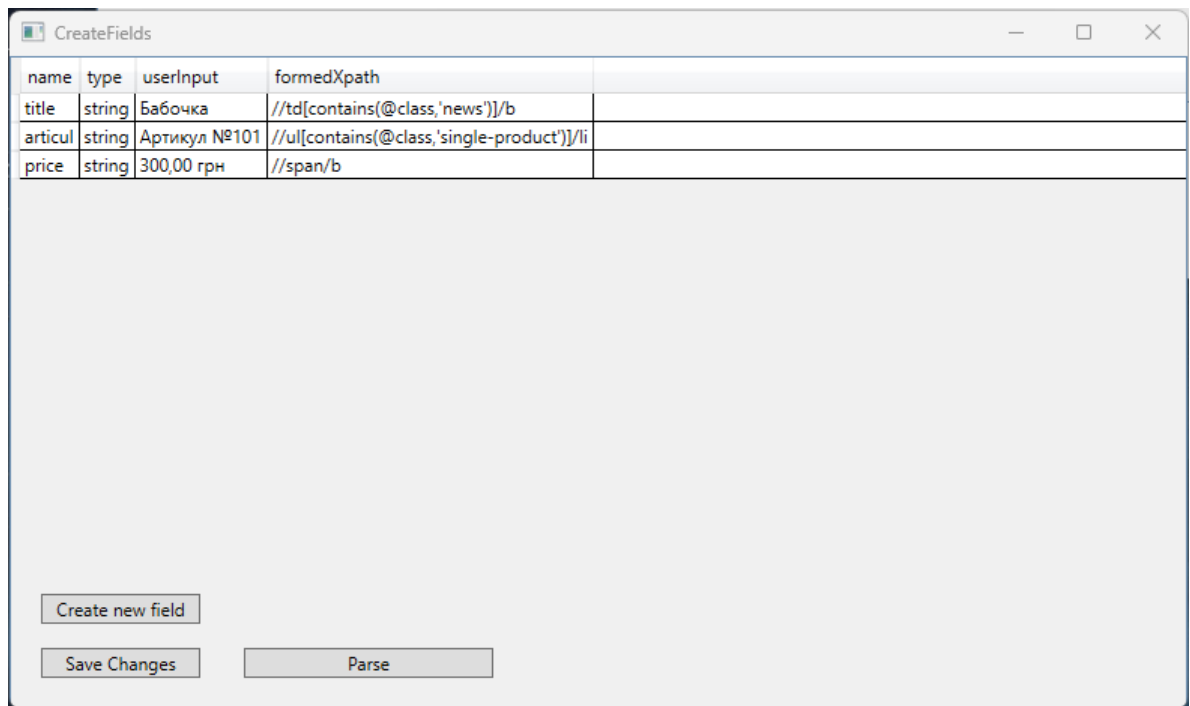 CreateFields
name type userInput formedXpath
title string Бабочка //td[contains(@class,'news')]/b
articul string Артикул №101 //ul[contains(@class,'single-product')]/li
price string 300,00 грн //span/b
Create new field
Save Changes Parse